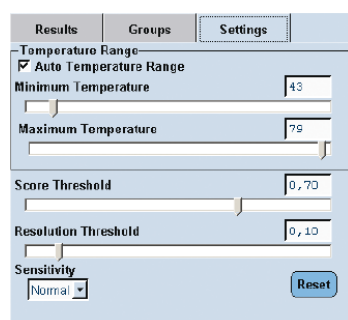 Results Groups Settings
Temperature Range
Auto Temperature Range
Minimum Temperature 43
Maximum Temperature 79
Score Threshold 0,70
Resolution Threshold 0,10
Sensitivity
Normal Reset